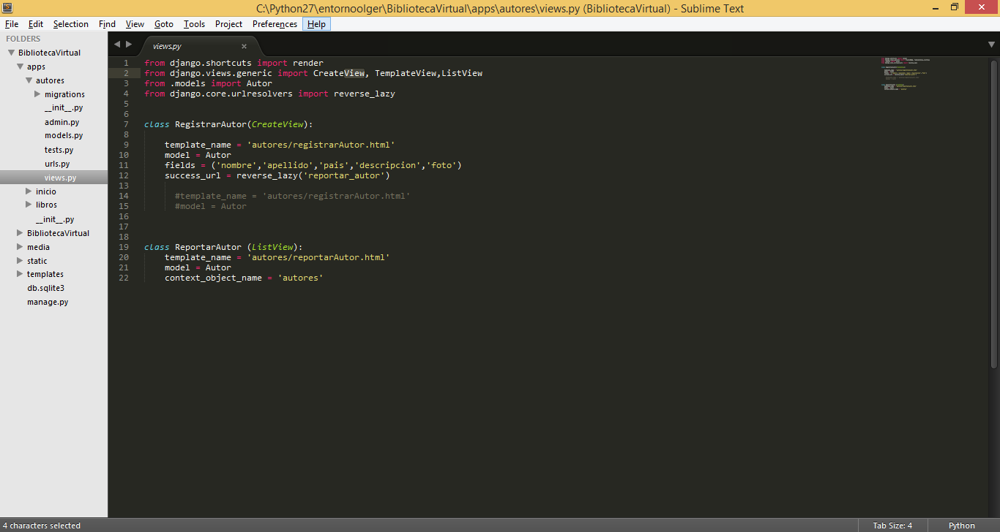 C:\Python27\entornoolger\BibliotecaVirtual\apps\autores\views.py (BibliotecaVirtual) - Sublime Text
File Edit Selection Find View Goto Tools Project Preferences Help
FOLDERS
BibliotecaVirtual
apps
autores
migrations
__init__.py
admin.py
models.py
tests.py
urls.py
views.py
inicio
libros
__init__.py
BibliotecaVirtual
media
static
templates
db.sqlite3
manage.py
views.py ×
1 from django.shortcuts import render
2 from django.views.generic import CreateView, TemplateView,ListView
3 from .models import Autor
4 from django.core.urlresolvers import reverse_lazy
5
6
7 class RegistrarAutor(CreateView):
8
9     template_name = 'autores/registrarAutor.html'
10     model = Autor
11     fields = ('nombre','apellido','pais','descripcion','foto')
12     success_url = reverse_lazy('reportar_autor')
13
14       #template_name = 'autores/registrarAutor.html'
15       #model = Autor
16
17
18
19 class ReportarAutor (ListView):
20     template_name = 'autores/reportarAutor.html'
21     model = Autor
22     context_object_name = 'autores'
4 characters selected
Tab Size: 4
Python